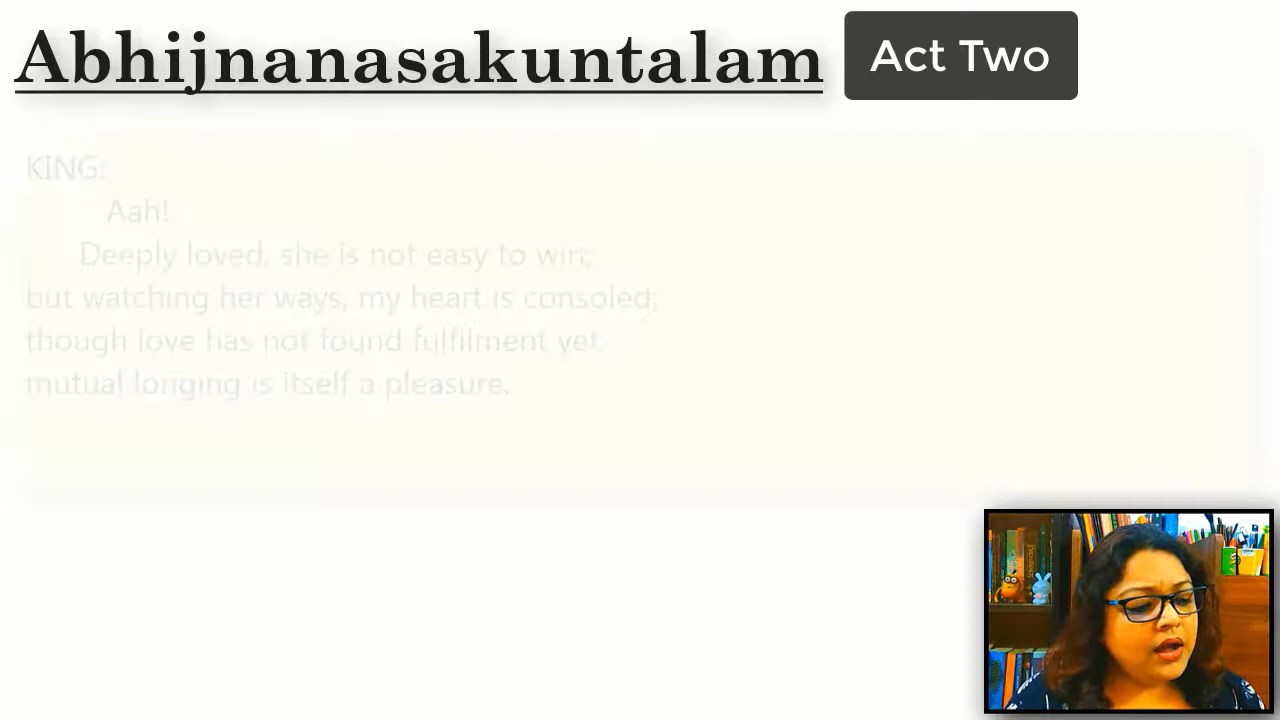 Abhijnanasakuntalam
Act Two
KING:
Aah!
Deeply loved, she is not easy to win;
but watching her ways, my heart is consoled;
though love has not found fulfilment yet,
mutual longing is itself a pleasure.